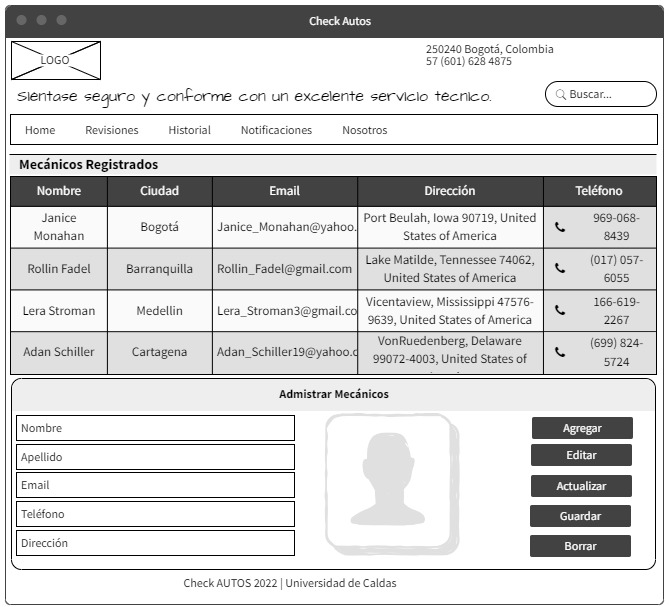 Check Autos
LOGO
250240 Bogotá, Colombia
57 (601) 628 4875
Sientase seguro y conforme con un excelente servicio tecnico.
Buscar...
Home Revisiones Historial Notificaciones Nosotros
Mecánicos Registrados
Nombre Ciudad Email Dirección Teléfono
Janice
Monahan
Bogotá
Janice_Monahan@yahoo.
Port Beulah, Iowa 90719, United
States of America
969-068-
8439
Rollin Fadel
Barranquilla
Rollin_Fadel@gmail.com
Lake Matilde, Tennessee 74062,
United States of America
(017) 057-
6055
Lera Stroman
Medellin
Lera_Stroman3@gmail.co
Vicentaview, Mississippi 47576-
9639, United States of America
166-619-
2267
Adan Schiller
Cartagena
Adan_Schiller19@yahoo.c
VonRuedenberg, Delaware
99072-4003, United States of
(699) 824-
5724
Admistrar Mecánicos
Nombre
Apellido
Email
Teléfono
Dirección
Agregar
Editar
Actualizar
Guardar
Borrar
Check AUTOS 2022 | Universidad de Caldas